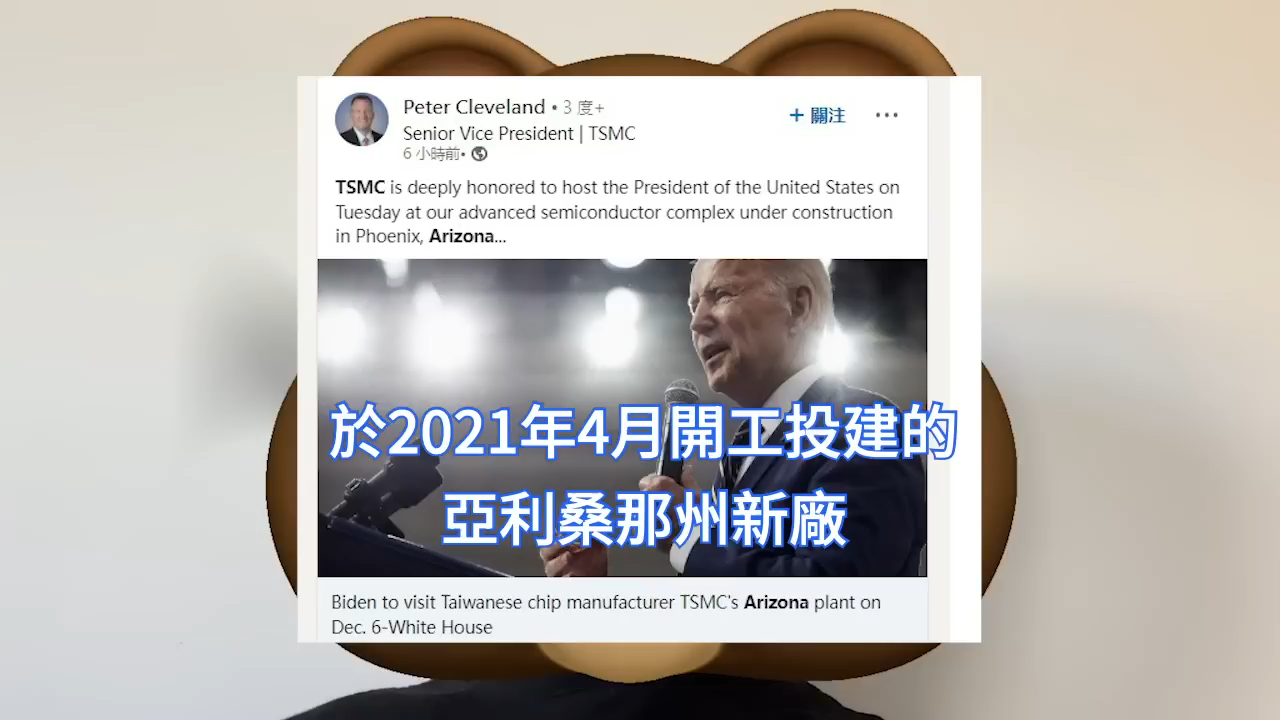 Peter Cleveland • 3 度+
+ 關注
Senior Vice President | TSMC
6 小時前•
TSMC is deeply honored to host the President of the United States on
Tuesday at our advanced semiconductor complex under construction
in Phoenix, Arizona...
於2021年4月開工投建的
亞利桑那州新廠
Biden to visit Taiwanese chip manufacturer TSMC's Arizona plant on
Dec. 6-White House